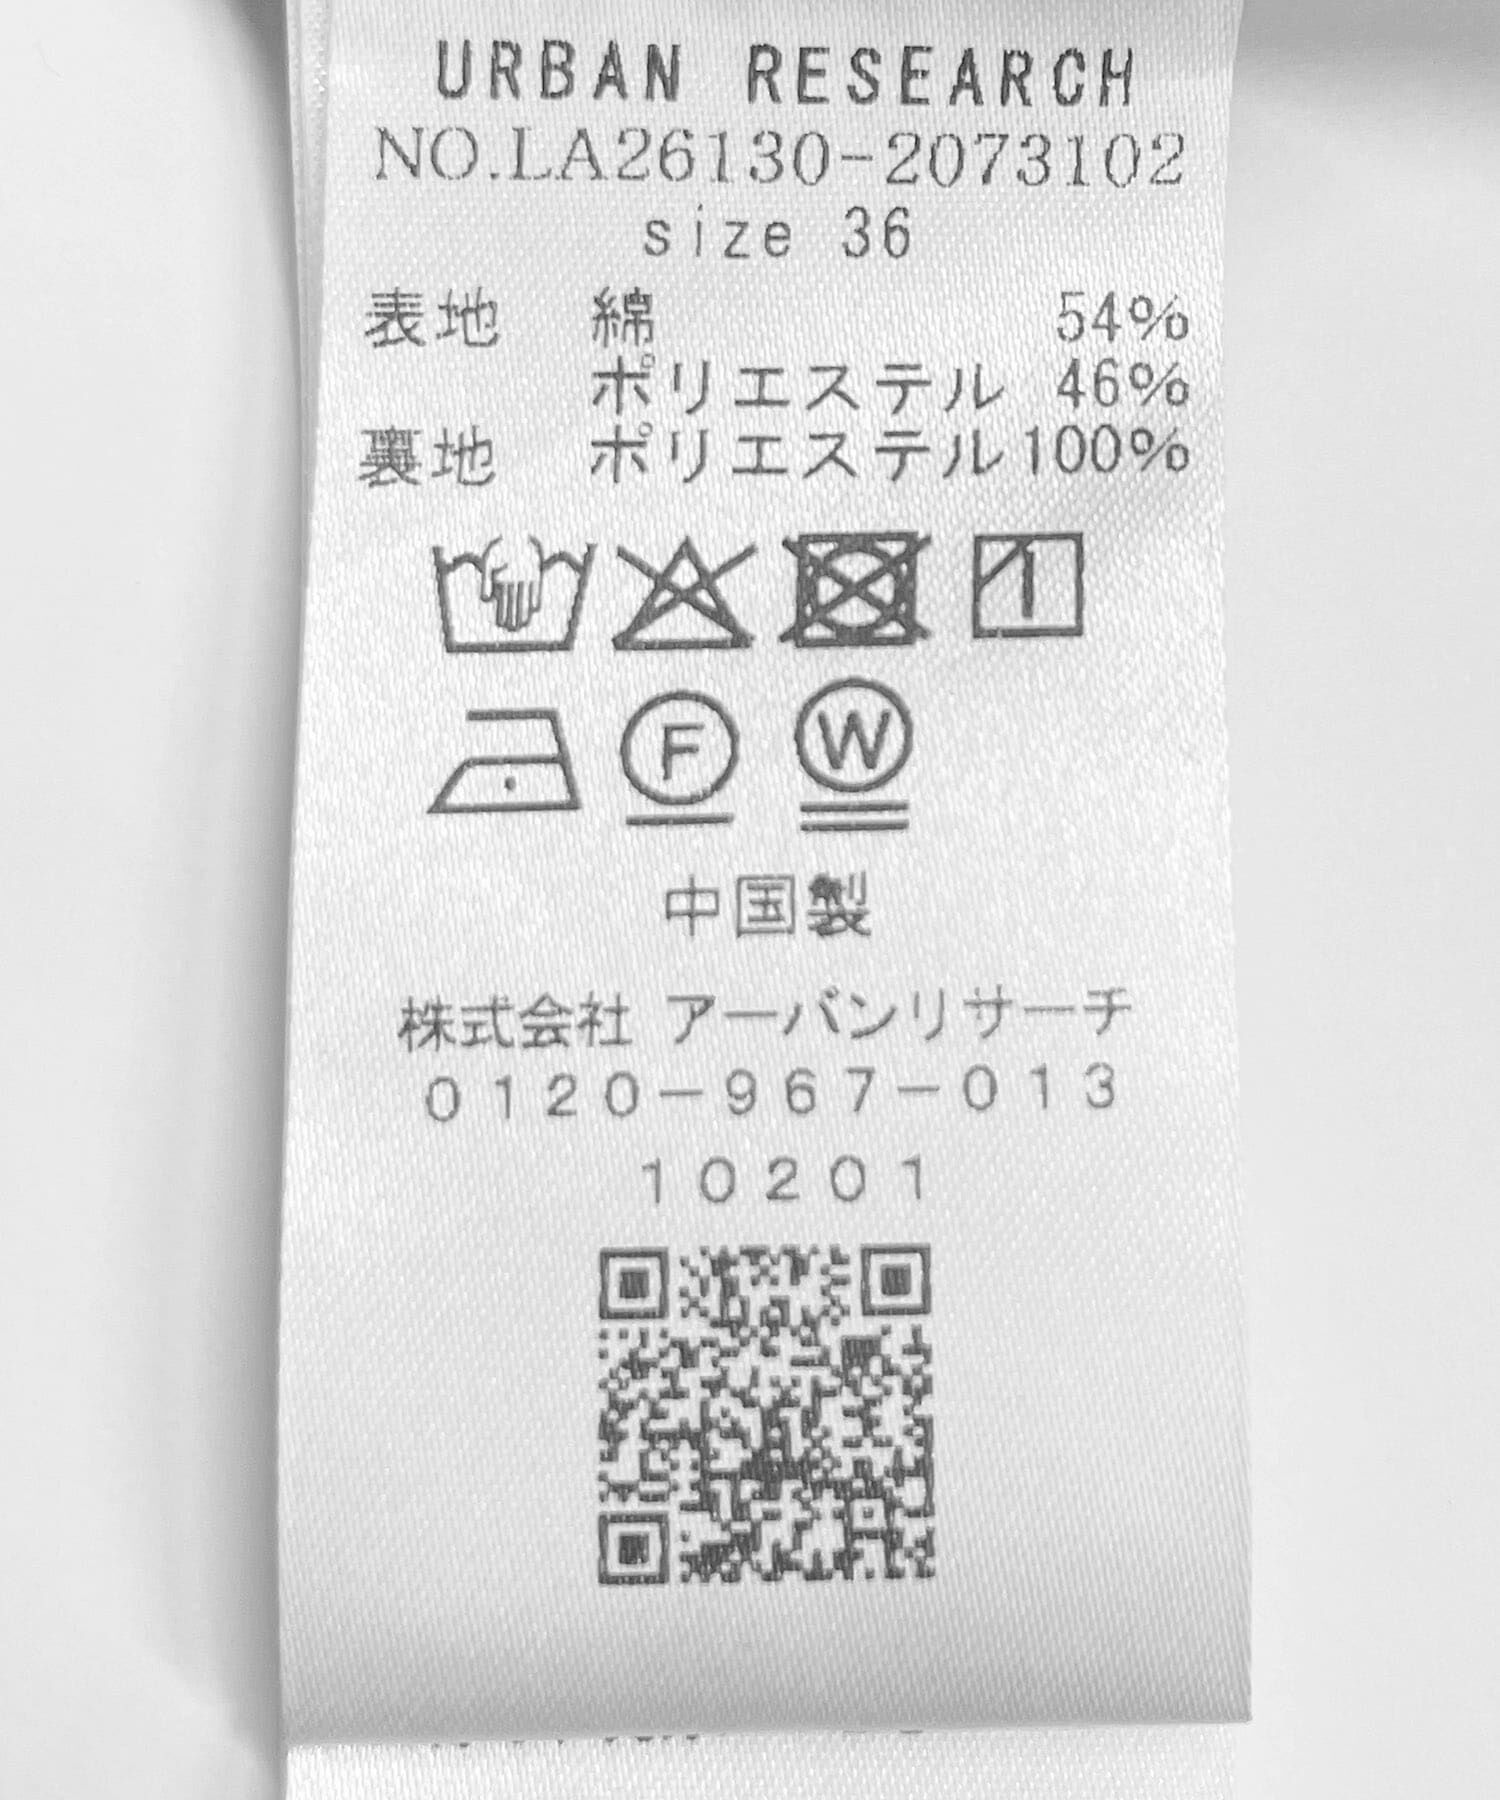 URBAN RESEARCH
NO.LA26130-2073102
size 36
表地 綿 54%
ポリエステル 46%
裏地 ポリエステル 100%
F W
中国製
株式会社 アーバンリサーチ
0120-967-013
10201